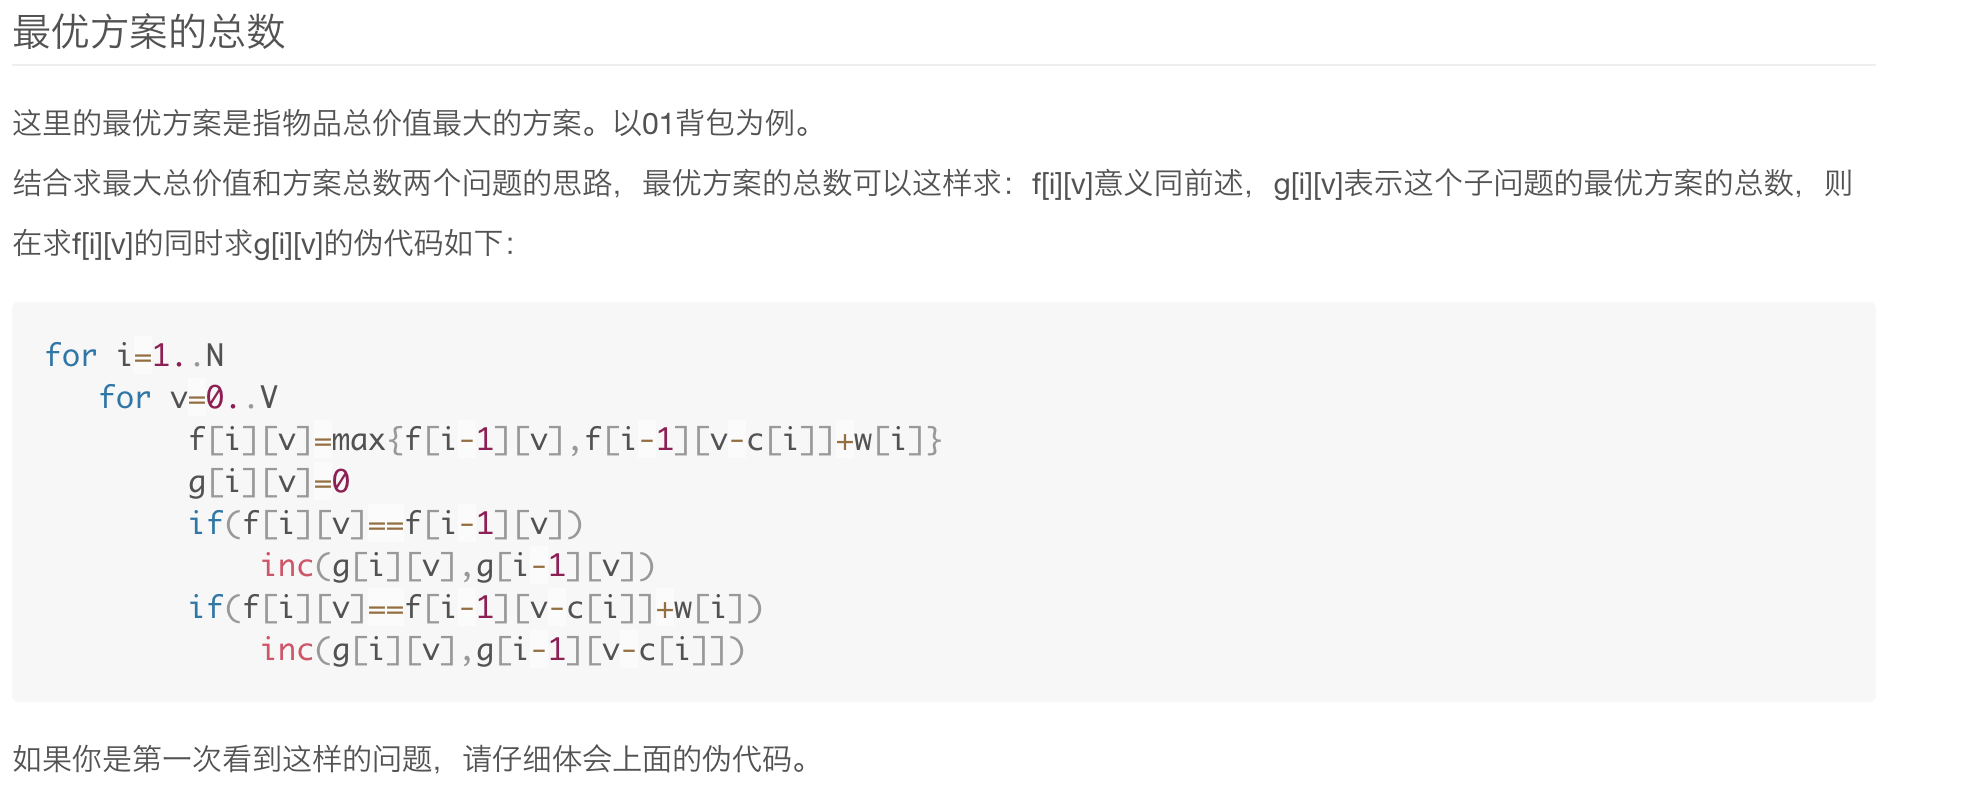 最优方案的总数
这里的最优方案是指物品总价值最大的方案。以01背包为例。
结合求最大总价值和方案总数两个问题的思路，最优方案的总数可以这样求：f[i][v]意义同前述，g[i][v]表示这个子问题的最优方案的总数，则
在求f[i][v]的同时求g[i][v]的伪代码如下：
for i=1..N
   for v=0..V
        f[i][v]=max{f[i-1][v],f[i-1][v-c[i]]+w[i]}
        g[i][v]=0
        if(f[i][v]==f[i-1][v])
            inc(g[i][v],g[i-1][v])
        if(f[i][v]==f[i-1][v-c[i]]+w[i])
            inc(g[i][v],g[i-1][v-c[i]])
如果你是第一次看到这样的问题，请仔细体会上面的伪代码。